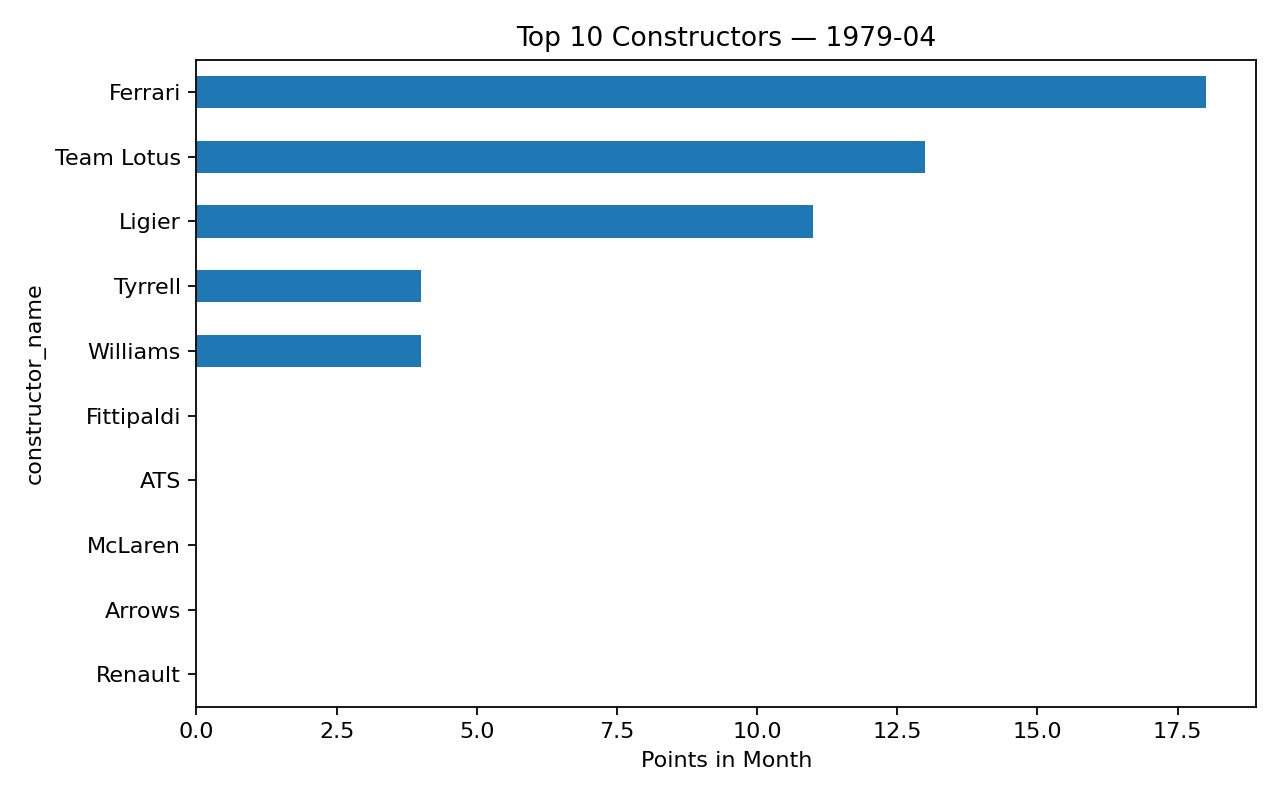 Top 10 Constructors — 1979-04
Ferrari
Team Lotus
Ligier
Tyrrell
Williams
Fittipaldi
ATS
McLaren
Arrows
Renault
constructor_name
0.0 2.5 5.0 7.5 10.0 12.5 15.0 17.5
Points in Month